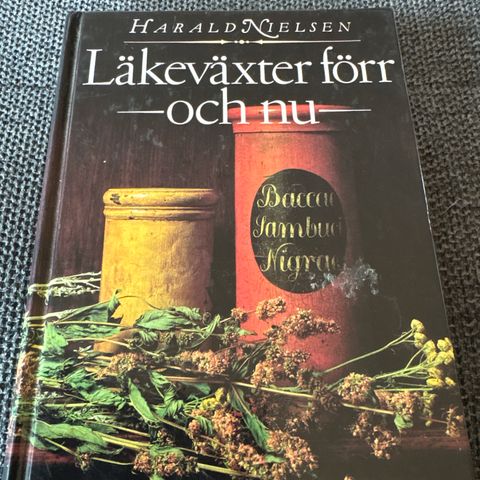 HARALD NIELSEN
Läkeväxter förr
och nu
Baccae
Sambuci
Nigrae